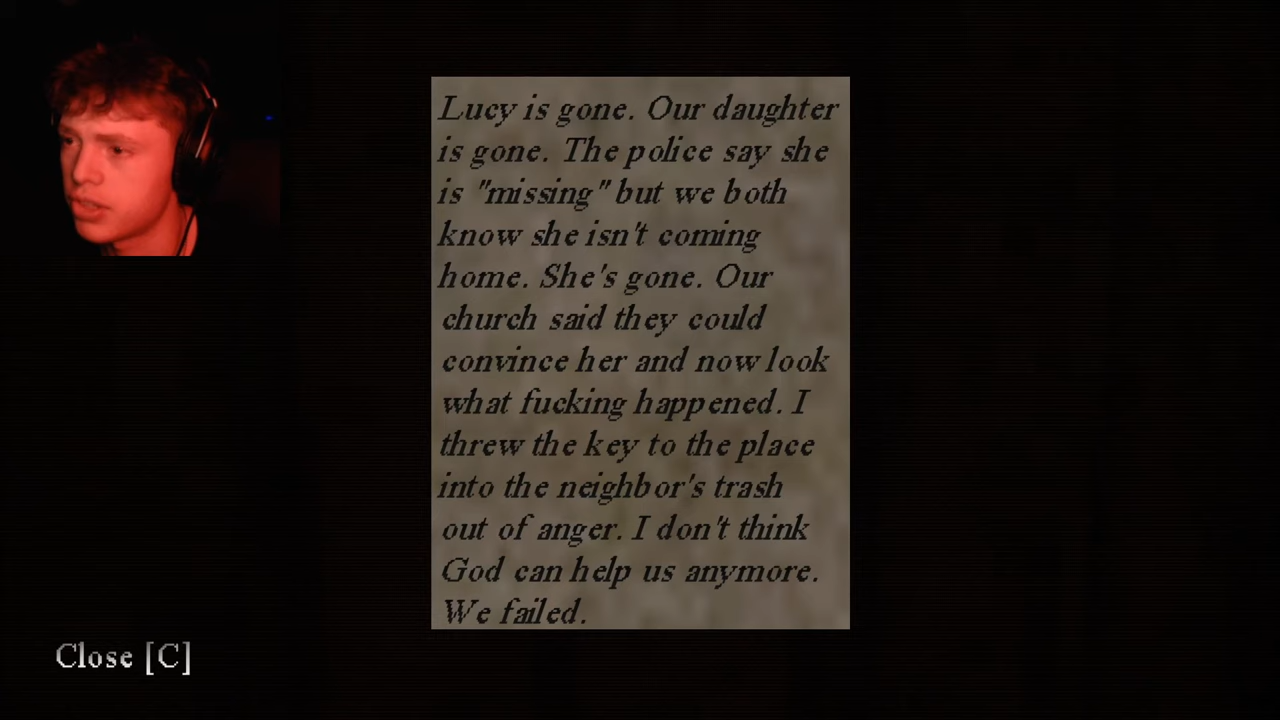 Lucy is gone. Our daughter
is gone. The police say she
is "missing" but we both
know she isn't coming
home. She's gone. Our
church said they could
convince her and now look
what fucking happened. I
threw the key to the place
into the neighbor's trash
out of anger. I don't think
God can help us anymore.
We failed.
Close [C]